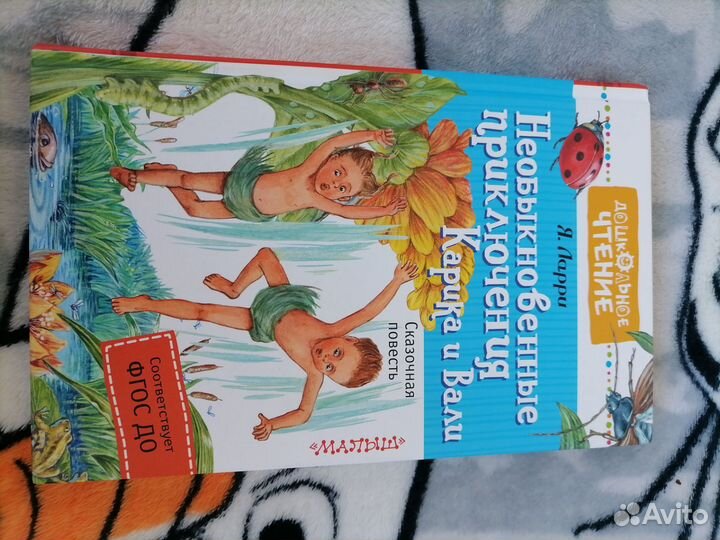 ДОШКОЛЬНОЕ
ЧТЕНИЕ
Я. Ларри
Необыкновенные
приключения
Карика и Вали
Сказочная
повесть
Соответствует
ФГОС ДО
«МАЛЫШ»
Avito